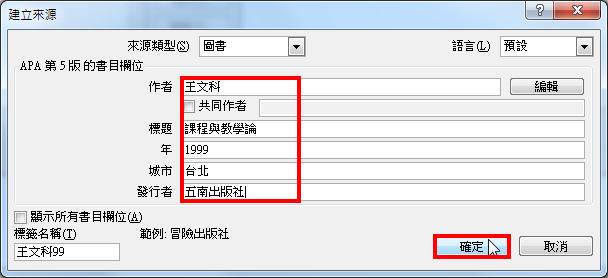 建立來源
來源類型(S) 圖書 語言(L) 預設
APA 第 5 版 的書目欄位
作者 王文科 編輯
共同作者
標題 課程與教學論
年 1999
城市 台北
發行者 五南出版社
顯示所有書目欄位(A)
標籤名稱(T) 範例: 冒險出版社
王文科99 確定 取消